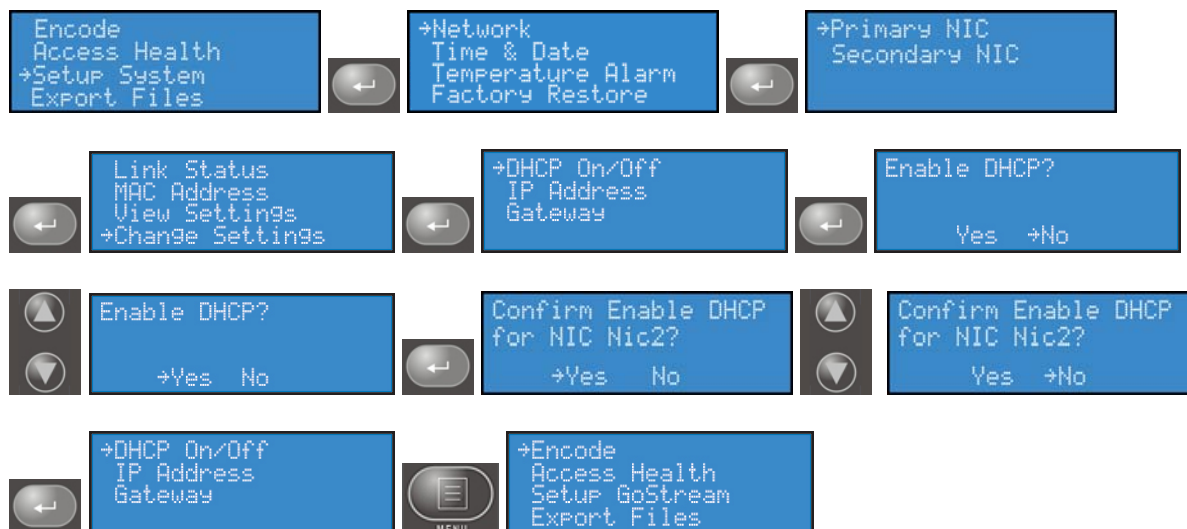 Encode
Access Health
→Setup System
Export Files
→Network
Time & Date
Temperature Alarm
Factory Restore
→Primary NIC
Secondary NIC
Link Status
MAC Address
View Settings
→Change Settings
→DHCP On/Off
IP Address
Gateway
Enable DHCP?
Yes →No
Enable DHCP?
→Yes No
Confirm Enable DHCP
for NIC Nic2?
→Yes No
Confirm Enable DHCP
for NIC Nic2?
Yes →No
→DHCP On/Off
IP Address
Gateway
MENU
→Encode
Access Health
Setup GoStream
Export Files